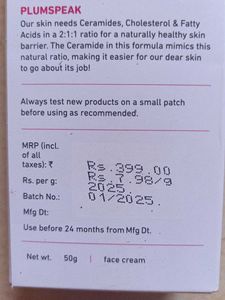 PLUMSPEAK
Our skin needs Ceramides, Cholesterol & Fatty
Acids in a 2:1:1 ratio for a naturally healthy skin
barrier. The Ceramide in this formula mimics this
natural ratio, making it easier for our dear skin
to go about its job!
Always test new products on a small patch
before using as recommended.
MRP (incl.
of all
taxes): ₹ Rs. 399.00
Rs. per g: Rs. 7.98/g
2025
Batch No.: 01/2025.
Mfg Dt:
Use before 24 months from Mfg Dt.
Net wt. 50g | face cream